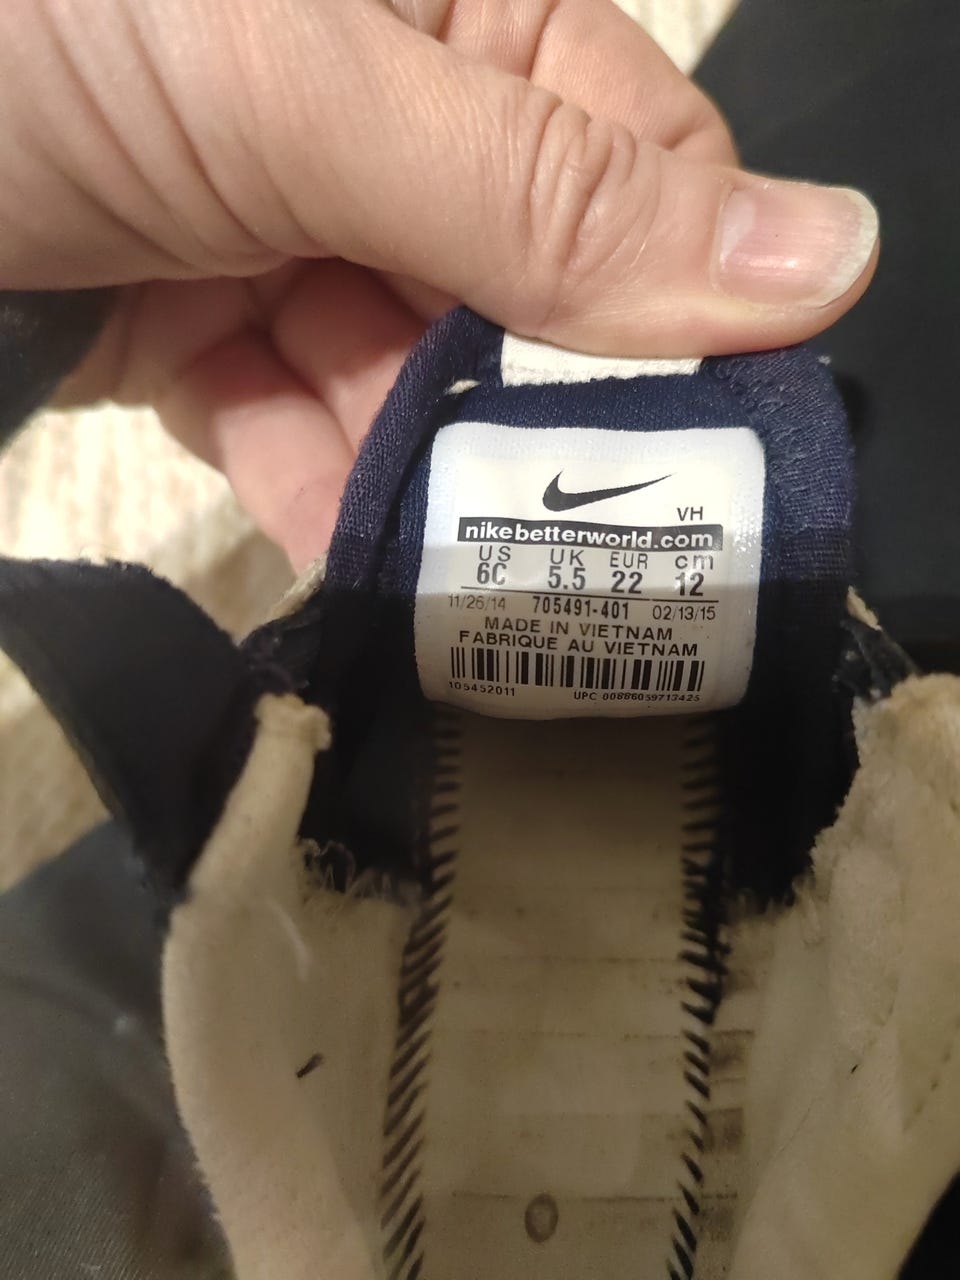 VH
nikebetterworld.com
US UK EUR cm
6C 5.5 22 12
11/26/14 705491-401 02/13/15
MADE IN VIETNAM
FABRIQUE AU VIETNAM
105452011 UPC 00886059713425